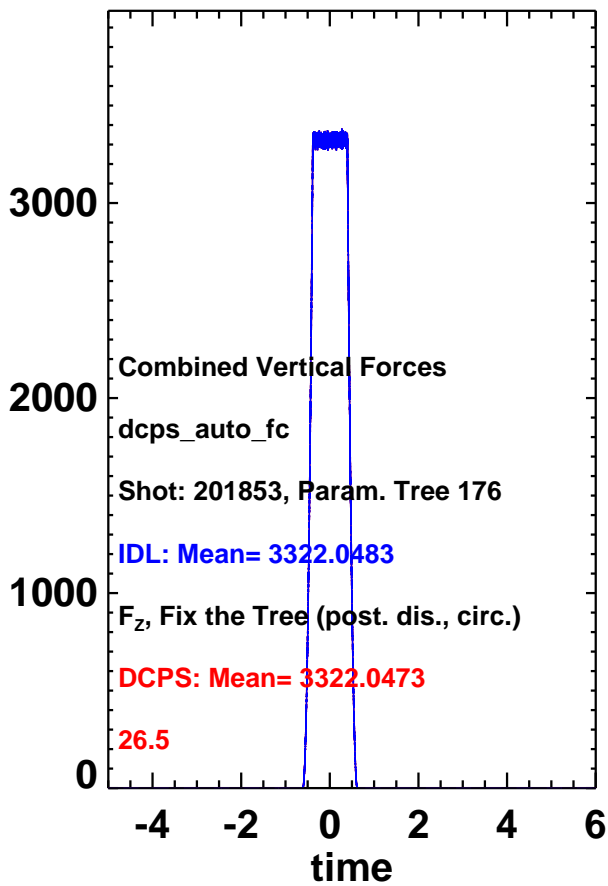 3000
2000
1000
0
Combined Vertical Forces
dcps_auto_fc
Shot: 201853, Param. Tree 176
IDL: Mean= 3322.0483
F_Z, Fix the Tree (post. dis., circ.)
DCPS: Mean= 3322.0473
26.5
-4 -2 0 2 4 6
time